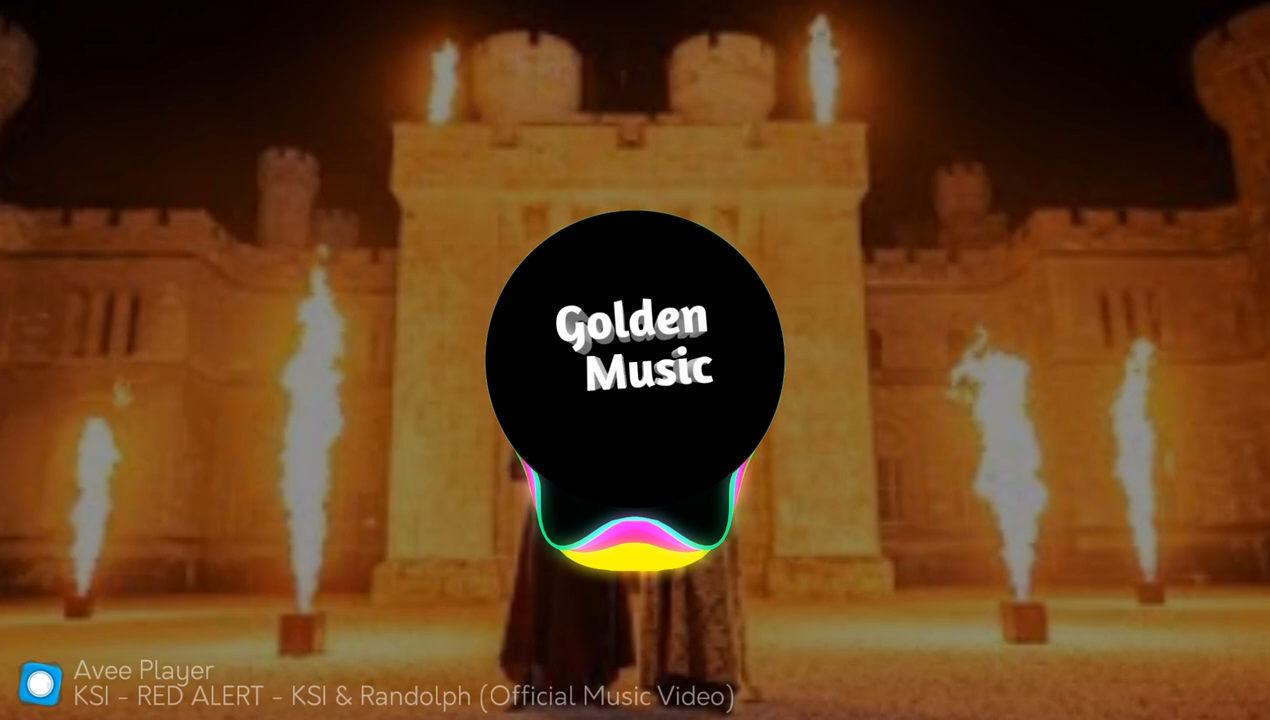 Golden
Music
Avee Player
KSI - RED ALERT - KSI & Randolph (Official Music Video)